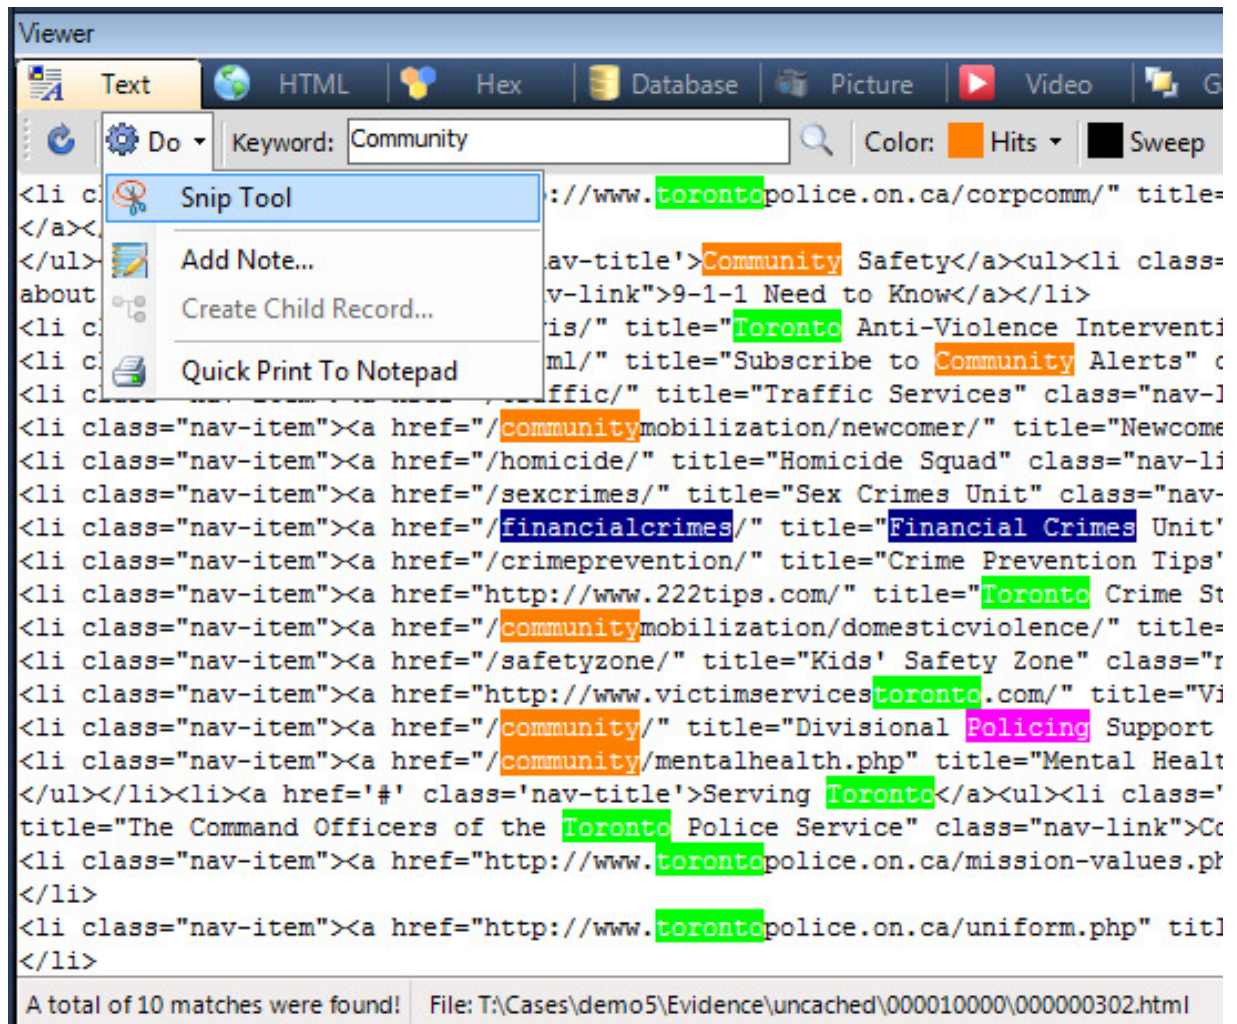 Viewer
Text HTML Hex Database Picture Video G
Do Keyword: Community Color: Hits Sweep
<li c ://www.torontopolice.on.ca/corpcomm/" title=
Snip Tool
</a><
</ul> av-title'>Community Safety</a><ul><li class=
Add Note...
about v-link">9-1-1 Need to Know</a></li>
Create Child Record...
<li c is/" title="Toronto Anti-Violence Interventi
<li c ml/" title="Subscribe to Community Alerts" c
Quick Print To Notepad
<li class="nav-item"><a href="/traffic/" title="Traffic Services" class="nav-l
<li class="nav-item"><a href="/communitymobilization/newcomer/" title="Newcome
<li class="nav-item"><a href="/homicide/" title="Homicide Squad" class="nav-li
<li class="nav-item"><a href="/sexcrimes/" title="Sex Crimes Unit" class="nav-
<li class="nav-item"><a href="/financialcrimes/" title="Financial Crimes Unit"
<li class="nav-item"><a href="/crimeprevention/" title="Crime Prevention Tips"
<li class="nav-item"><a href="http://www.222tips.com/" title="Toronto Crime St
<li class="nav-item"><a href="/communitymobilization/domesticviolence/" title=
<li class="nav-item"><a href="/safetyzone/" title="Kids' Safety Zone" class="n
<li class="nav-item"><a href="http://www.victimservicestoronto.com/" title="Vi
<li class="nav-item"><a href="/community/" title="Divisional Policing Support
<li class="nav-item"><a href="/community/mentalhealth.php" title="Mental Healt
</ul></li><li><a href='#' class='nav-title'>Serving Toronto</a><ul><li class="
title="The Command Officers of the Toronto Police Service" class="nav-link">Co
<li class="nav-item"><a href="http://www.torontopolice.on.ca/mission-values.ph
</li>
<li class="nav-item"><a href="http://www.torontopolice.on.ca/uniform.php" titl
</li>
A total of 10 matches were found! File: T:\Cases\demo5\Evidence\uncached\000010000\000000302.html